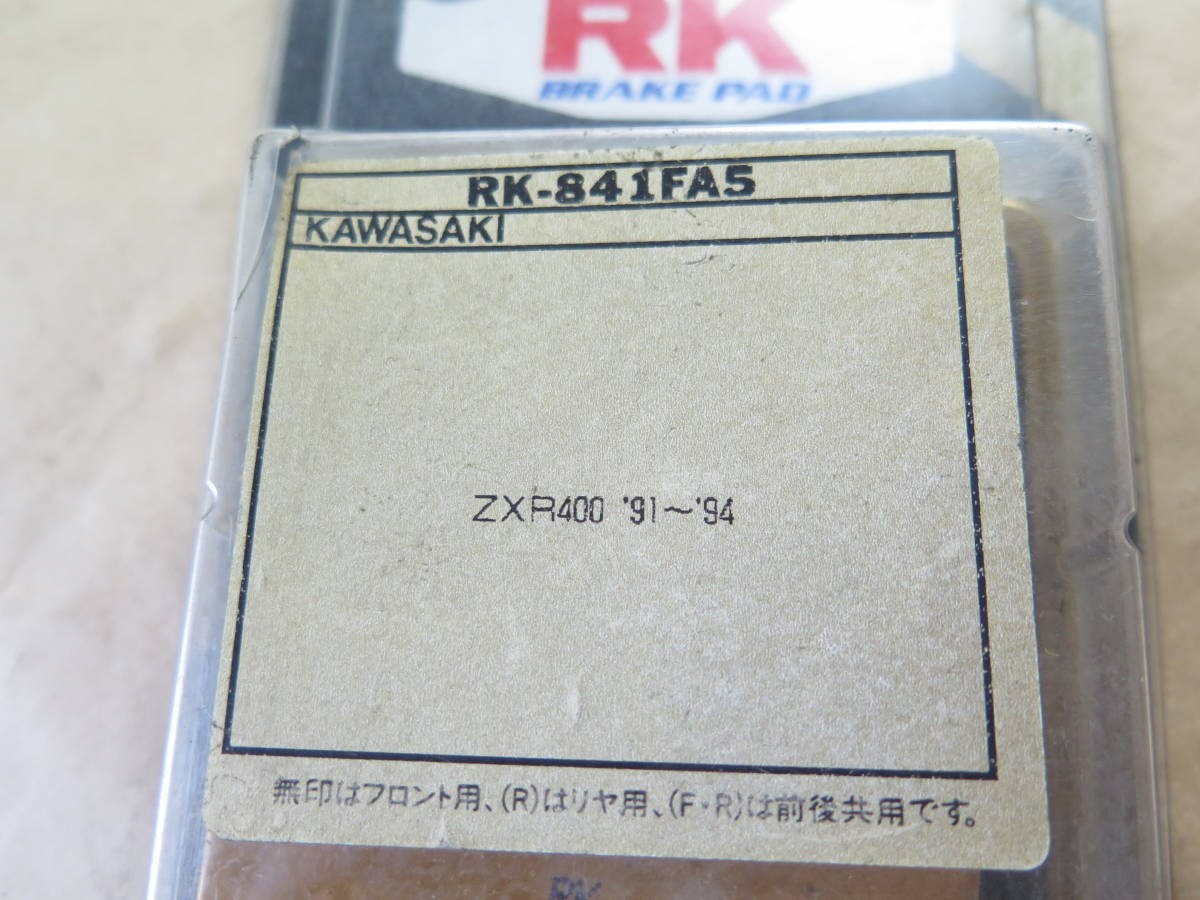 RK
BRAKE PAD
RK-841FA5
KAWASAKI
ZXR400 '91～'94
無印はフロント用、(R)はリヤ用、(F・R)は前後共用です。
RK